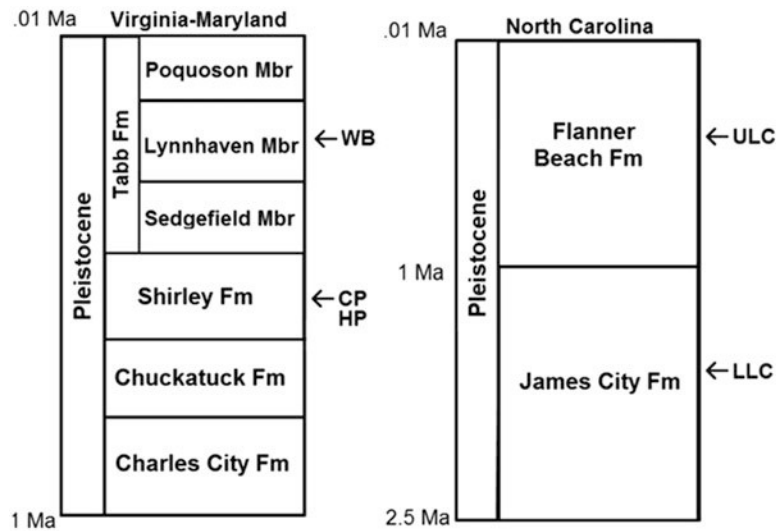 .01 Ma
Virginia-Maryland
Pleistocene
Tabb Fm
Poquoson Mbr
Lynnhaven Mbr
←WB
Sedgefield Mbr
Shirley Fm
←CP
HP
Chuckatuck Fm
Charles City Fm
1 Ma
.01 Ma
North Carolina
Pleistocene
Flanner
Beach Fm
←ULC
1 Ma
James City Fm
←LLC
2.5 Ma